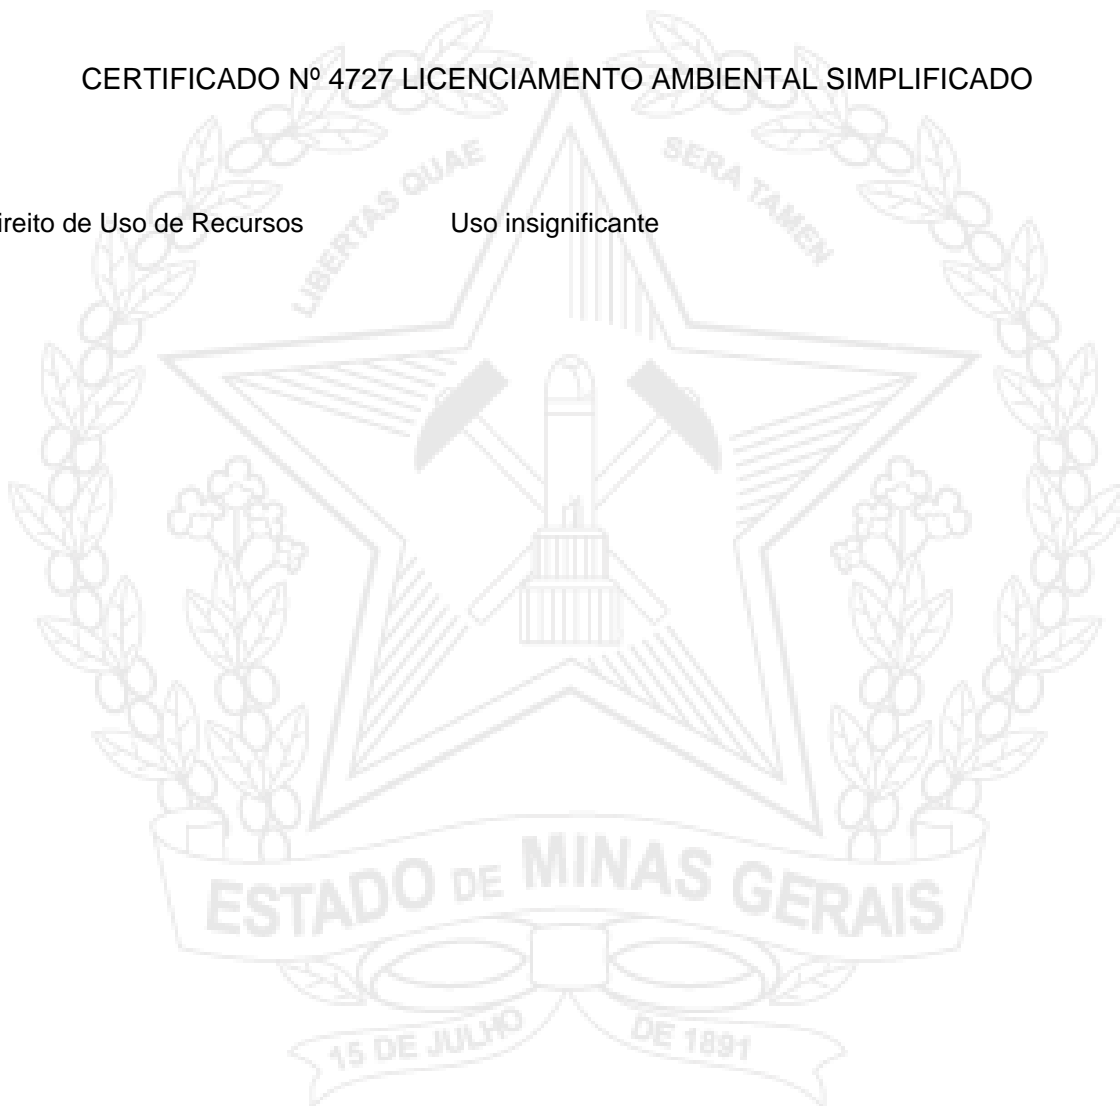 CERTIFICADO Nº 4727 LICENCIAMENTO AMBIENTAL SIMPLIFICADO
LIBERTAS QUAE SERA TAMEN
ireito de Uso de Recursos Uso insignificante
ESTADO DE MINAS GERAIS
15 DE JULHO DE 1891